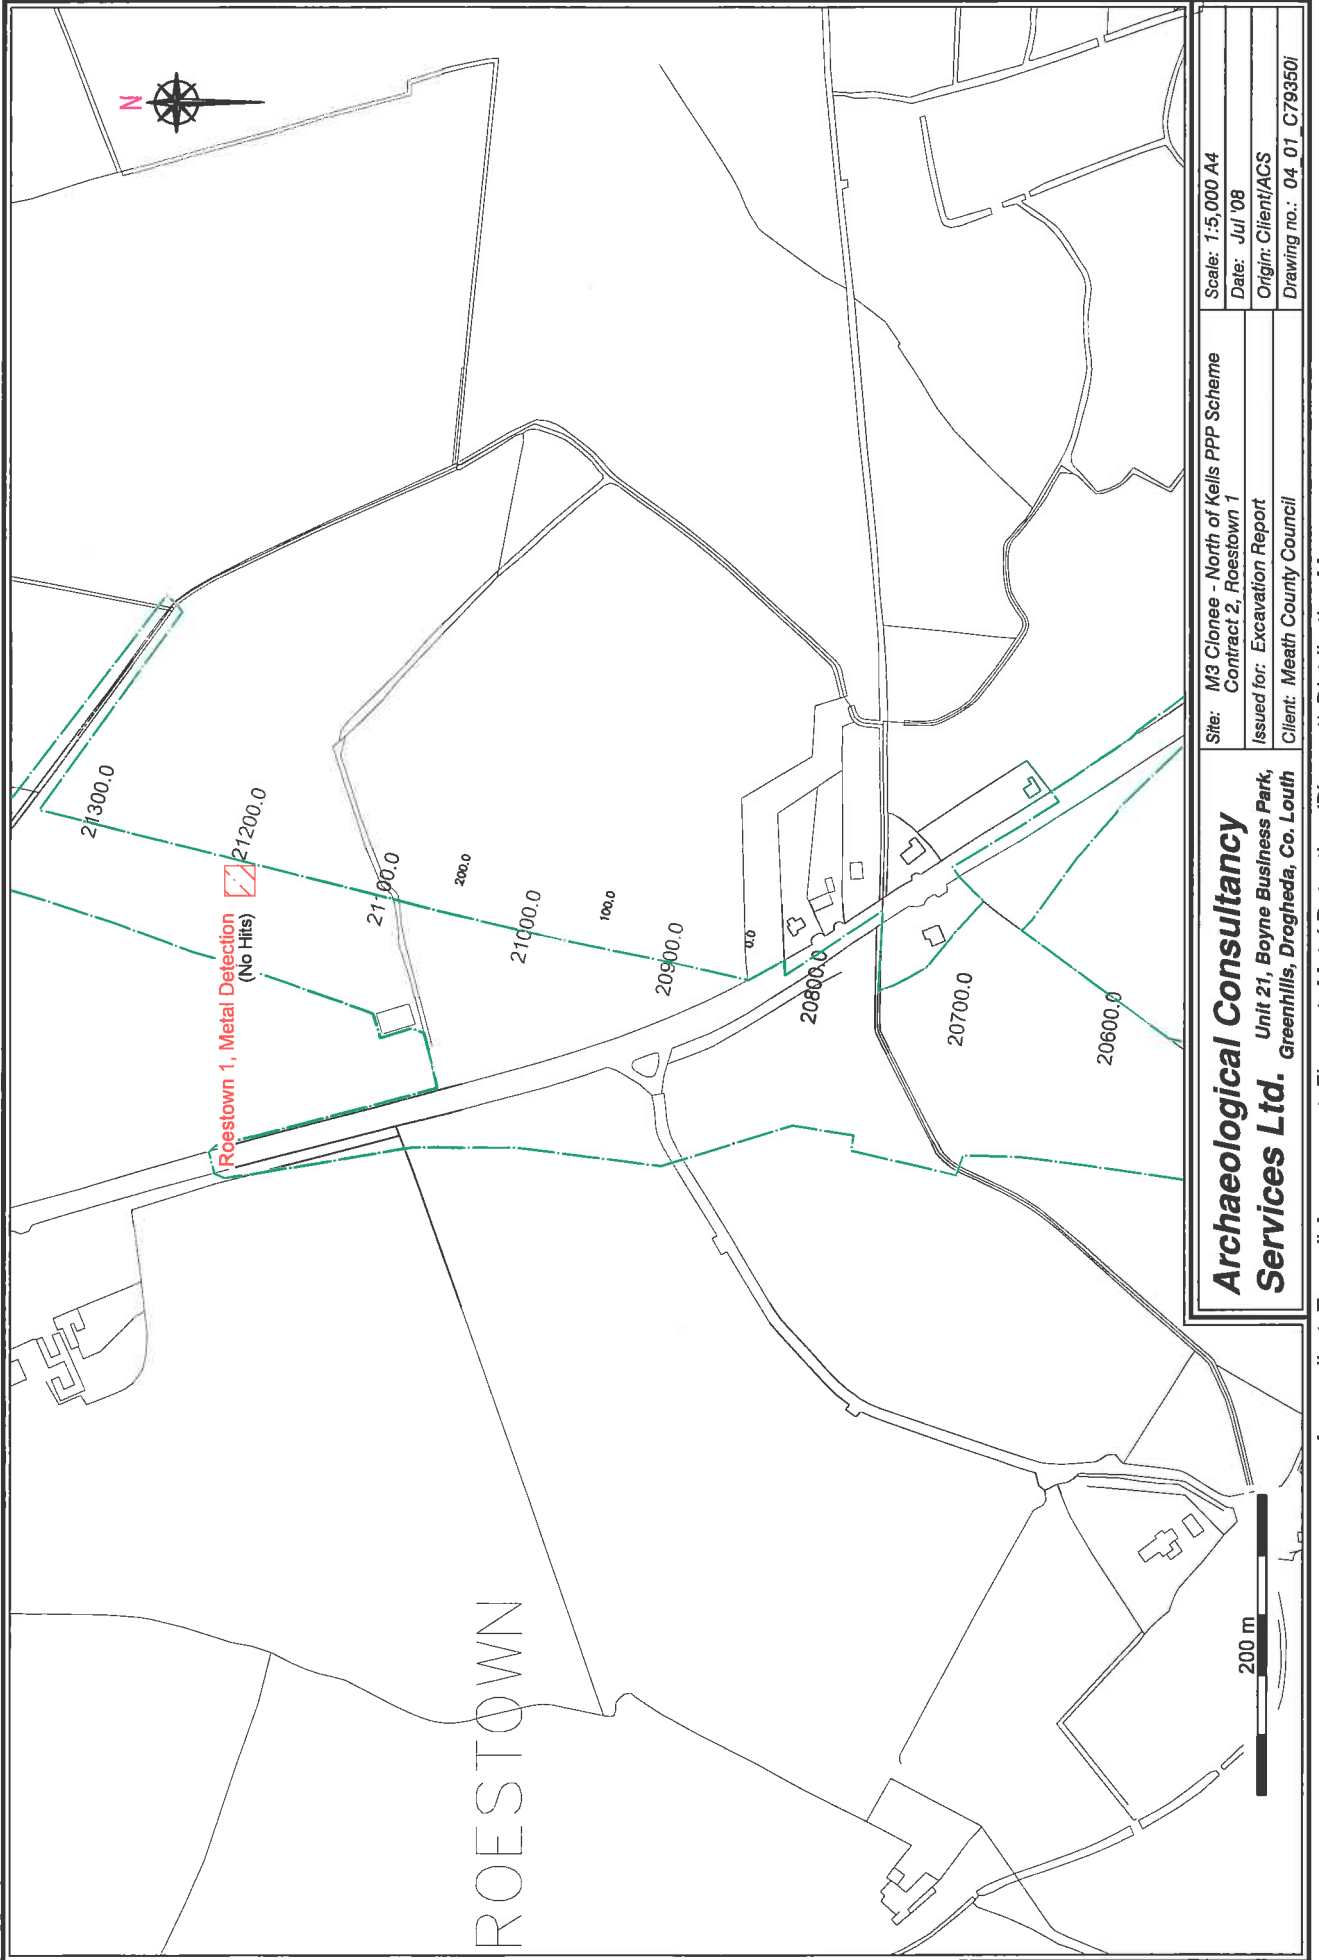 N
21300.0
21200.0
Roestown 1, Metal Detection
(No Hits)
21100.0
200.0
21000.0
100.0
20900.0
0.0
20800.0
20700.0
20600.0
ROESTOWN
200 m
Archaeological Consultancy
Services Ltd.
Unit 21, Boyne Business Park,
Greenhills, Drogheda, Co. Louth
Site: M3 Clonee - North of Kells PPP Scheme
Contract 2, Roestown 1
Issued for: Excavation Report
Client: Meath County Council
Scale: 1:5,000 A4
Date: Jul '08
Origin: Client/ACS
Drawing no.: 04_01_C79350i